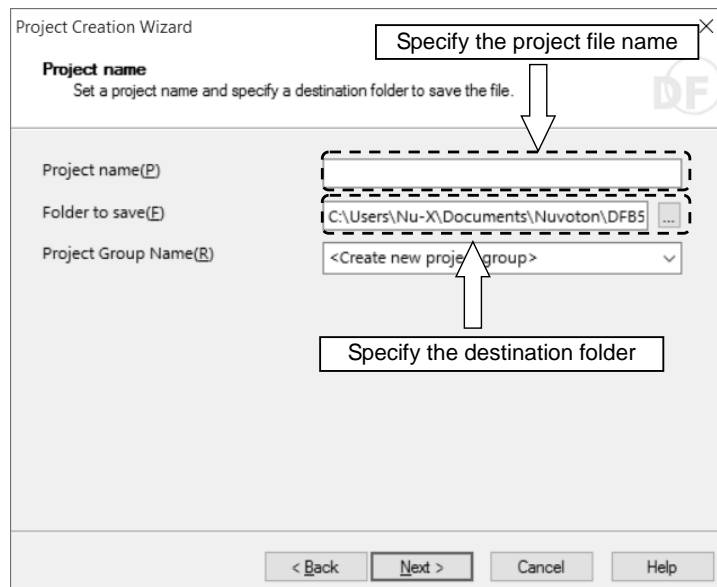 Project Creation Wizard
Specify the project file name
Project name
Set a project name and specify a destination folder to save the file.
DF
Project name(P)
Folder to save(F)
C:\Users\Nu-X\Documents\Nuvoton\DFB5
...
Project Group Name(R)
<Create new project group>
Specify the destination folder
< Back
Next >
Cancel
Help